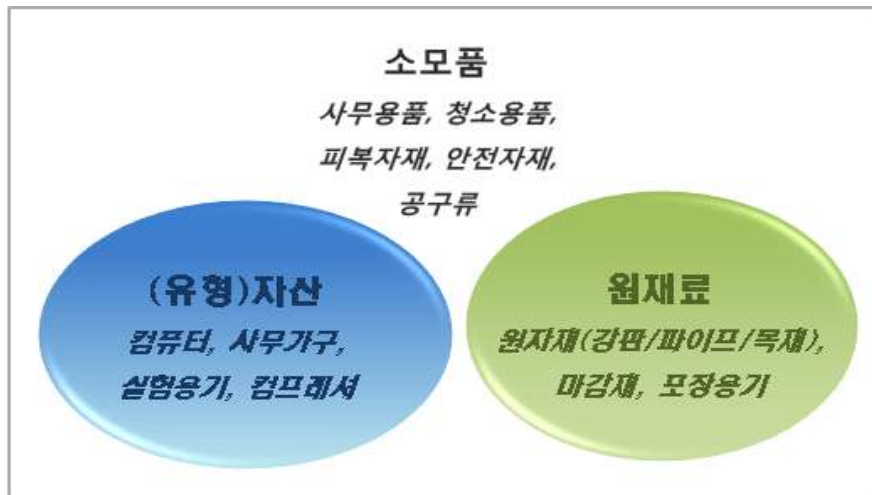 소모품
사무용품, 청소용품,
피복자재, 안전자재,
공구류
(유형)자산
컴퓨터, 사무가구,
실험용기, 컴프레셔
원재료
원자재(강판/파이프/목재),
마감재, 포장용기